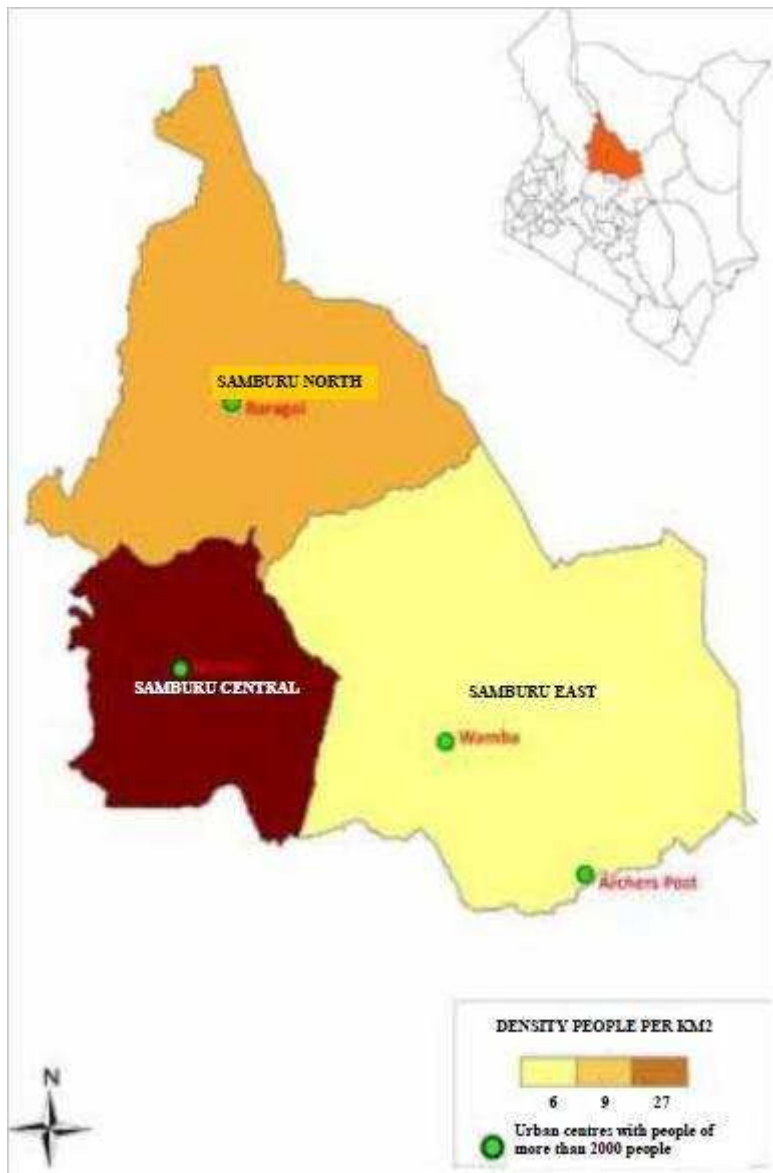 SAMBURU NORTH
Baragoi
SAMBURU CENTRAL
SAMBURU EAST
Wamba
Archers Post
DENSITY PEOPLE PER KM2
6 9 27
N
Urban centres with people of
more than 2000 people